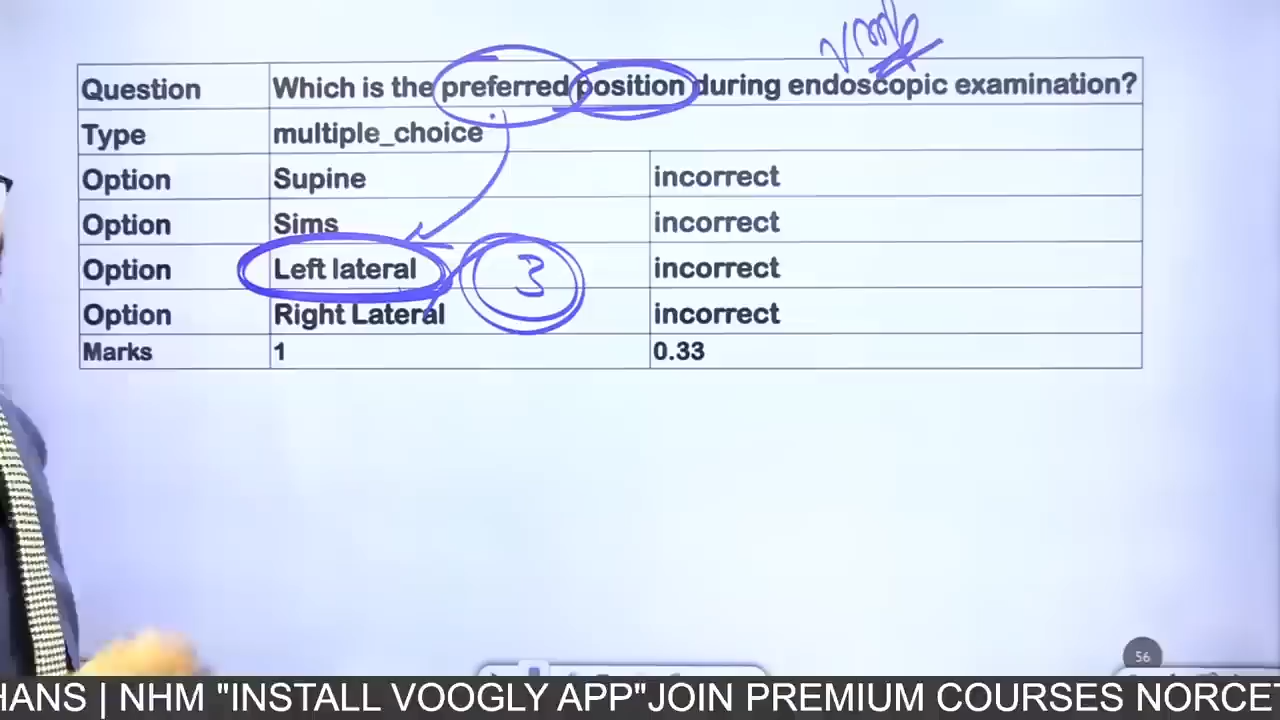 vmp
Question Which is the preferred position during endoscopic examination?
Type multiple_choice
Option Supine incorrect
Option Sims incorrect
Option Left lateral incorrect
3
Option Right Lateral incorrect
Marks 1 0.33
56
HANS | NHM "INSTALL VOOGLY APP"JOIN PREMIUM COURSES NORCET